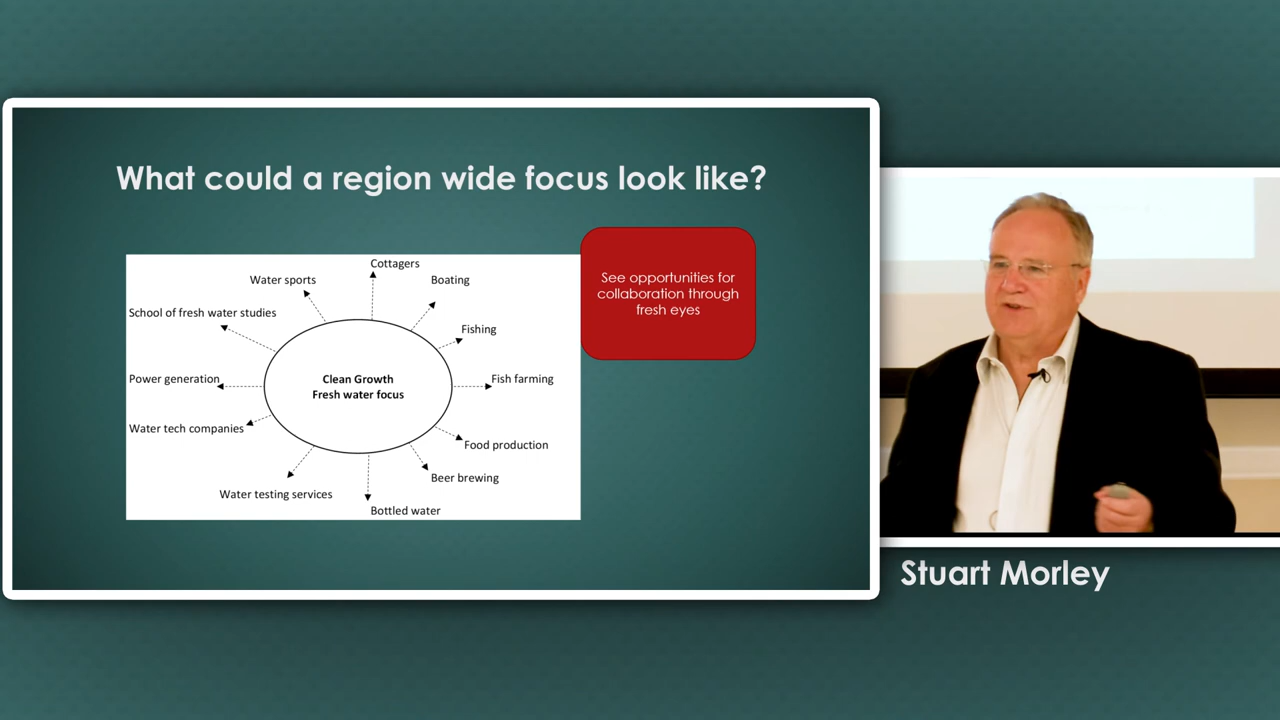 What could a region wide focus look like?
Cottagers
Water sports
Boating
School of fresh water studies
Fishing
Power generation
Clean Growth
Fresh water focus
Fish farming
Water tech companies
Food production
Beer brewing
Water testing services
Bottled water
See opportunities for
collaboration through
fresh eyes
Stuart Morley